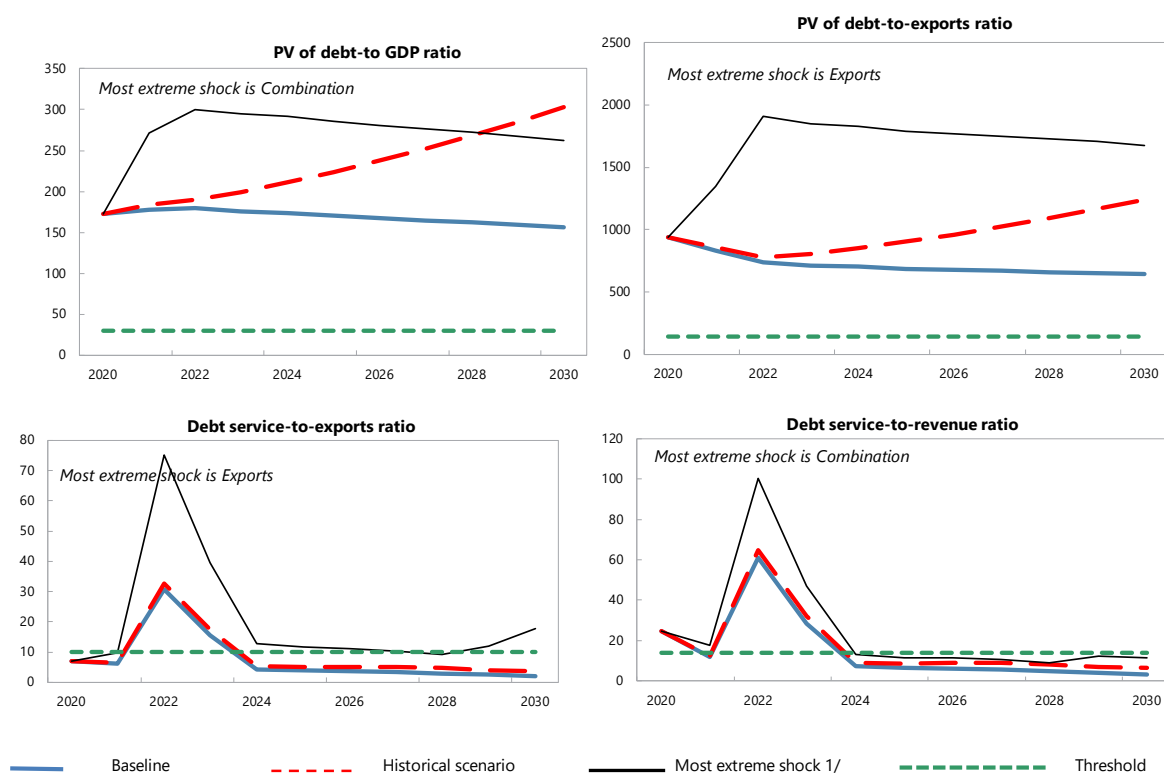 PV of debt-to GDP ratio
Most extreme shock is Combination
350
300
250
200
150
100
50
0
2020 2022 2024 2026 2028 2030
PV of debt-to-exports ratio
Most extreme shock is Exports
2500
2000
1500
1000
500
0
2020 2022 2024 2026 2028 2030
Debt service-to-exports ratio
Most extreme shock is Exports
80
70
60
50
40
30
20
10
0
2020 2022 2024 2026 2028 2030
Debt service-to-revenue ratio
Most extreme shock is Combination
120
100
80
60
40
20
0
2020 2022 2024 2026 2028 2030
Baseline Historical scenario Most extreme shock 1/ Threshold